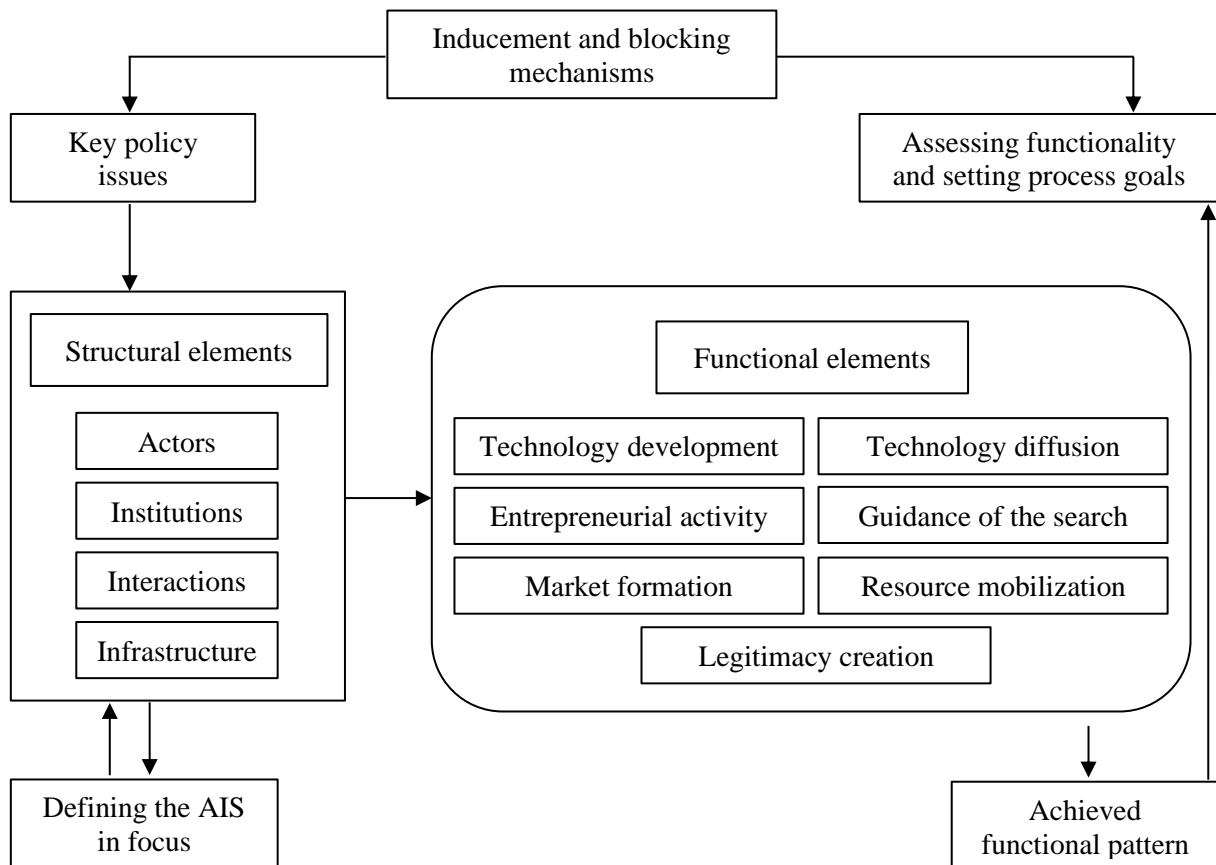 Inducement and blocking
mechanisms
Key policy
issues
Assessing functionality
and setting process goals
Structural elements
Actors
Institutions
Interactions
Infrastructure
Functional elements
Technology development
Technology diffusion
Entrepreneurial activity
Guidance of the search
Market formation
Resource mobilization
Legitimacy creation
Defining the AIS
in focus
Achieved
functional pattern